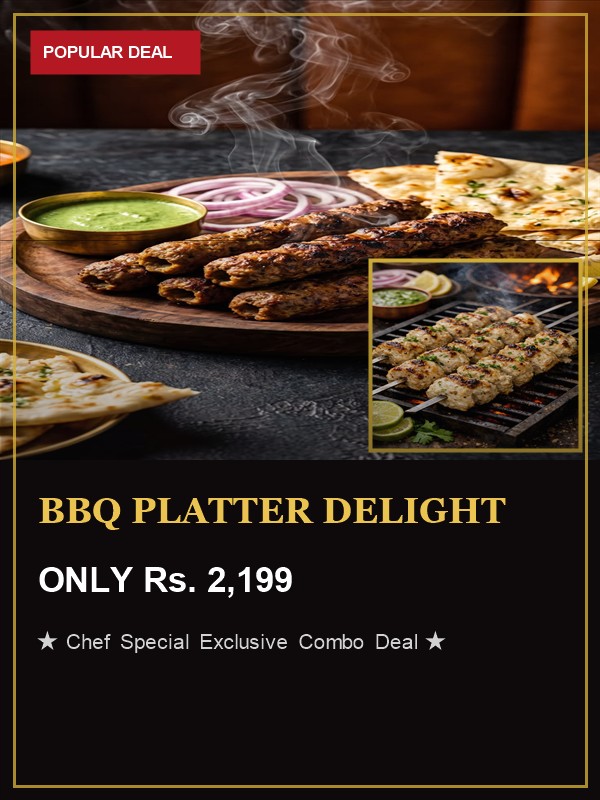 POPULAR DEAL
BBQ PLATTER DELIGHT
ONLY Rs. 2,199
★ Chef Special Exclusive Combo Deal ★